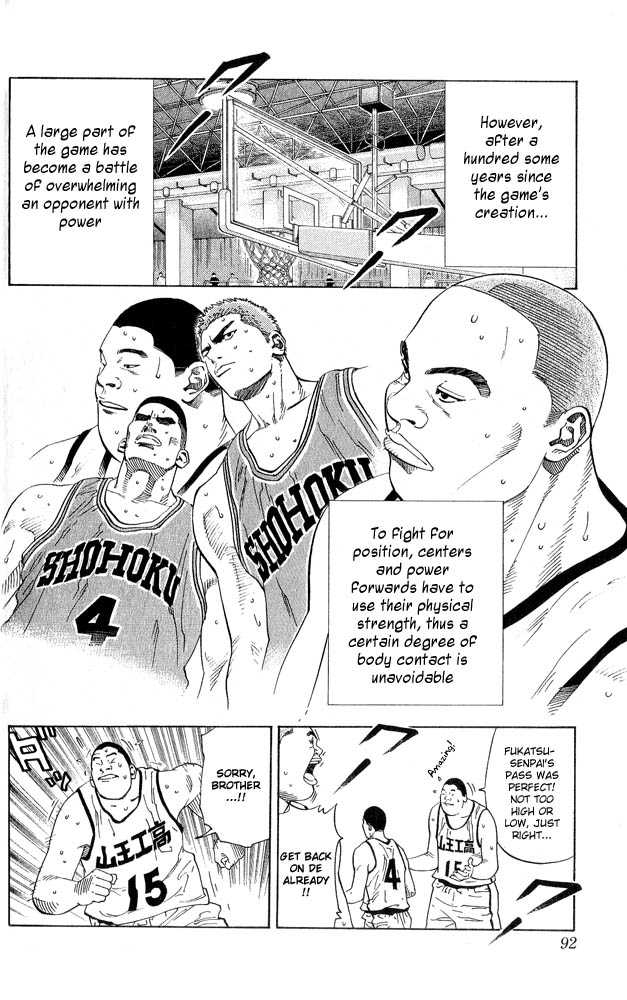 However,
after a
hundred some
years since
the game's
creation...
A large part of
the game has
become a battle
of overwhelming
an opponent with
power
SHOHOKU
4
SHOHOKU
To fight for
position, centers
and power
forwards have to
use their physical
strength, thus a
certain degree of
body contact is
unavoidable
FUKATSU-
SENPAI'S
PASS WAS
PERFECT!
NOT TOO
HIGH OR
LOW, JUST
RIGHT...
Amazing!
15
4
GET BACK
ON DE
ALREADY
!!
SORRY,
BROTHER
...!!
山王工高
15
92